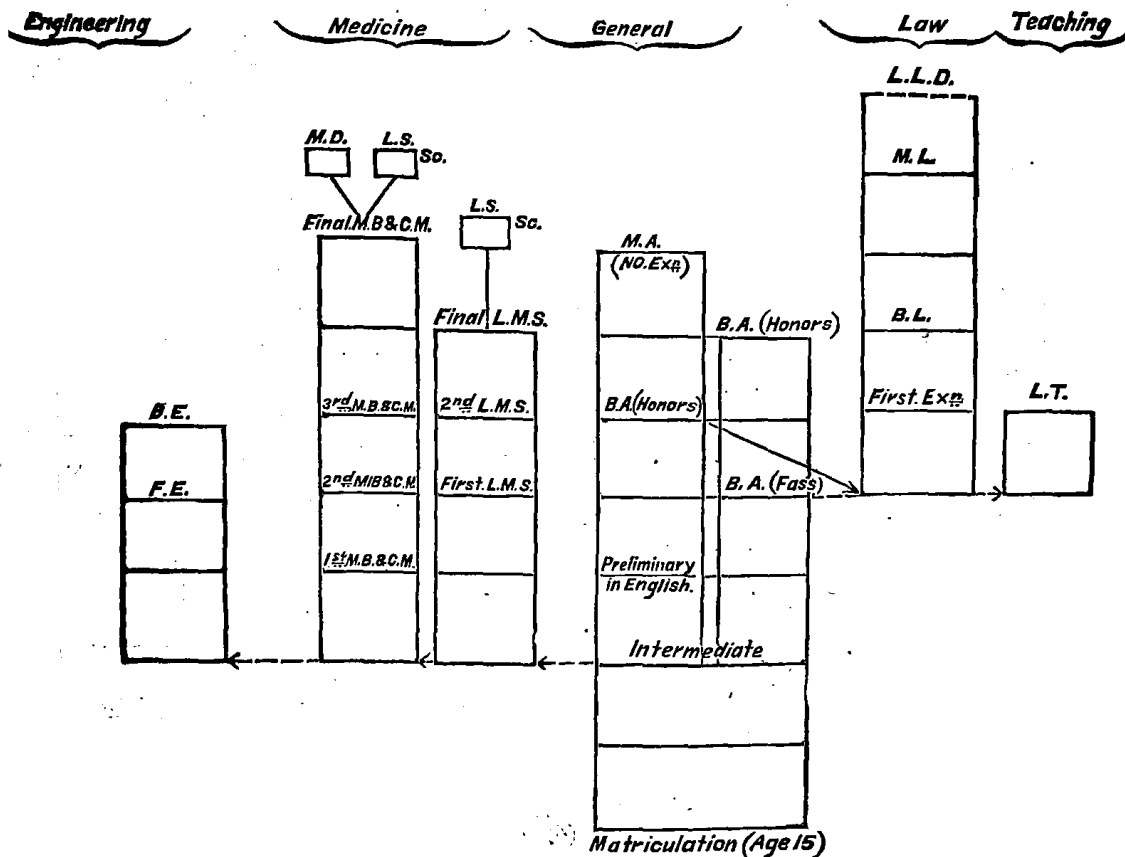 Engineering
Medicine
General
Law
Teaching
L.L.D.
M.D.
L.S.
Sc.
M.L.
L.S.
Sc.
Final.M.B & C.M.
M.A.
(NO.Exn)
Final L.M.S.
B.A. (Honors)
B.L.
3rd M.B.&C.M.
2nd L.M.S.
B.A.(Honors)
First.Exn
L.T.
B.E.
F.E.
2nd M.B & C.M.
First.L.M.S.
B.A. (Fass)
1st M.B.& C.M.
Preliminary
in English.
Intermediate
Matriculation (Age 15)